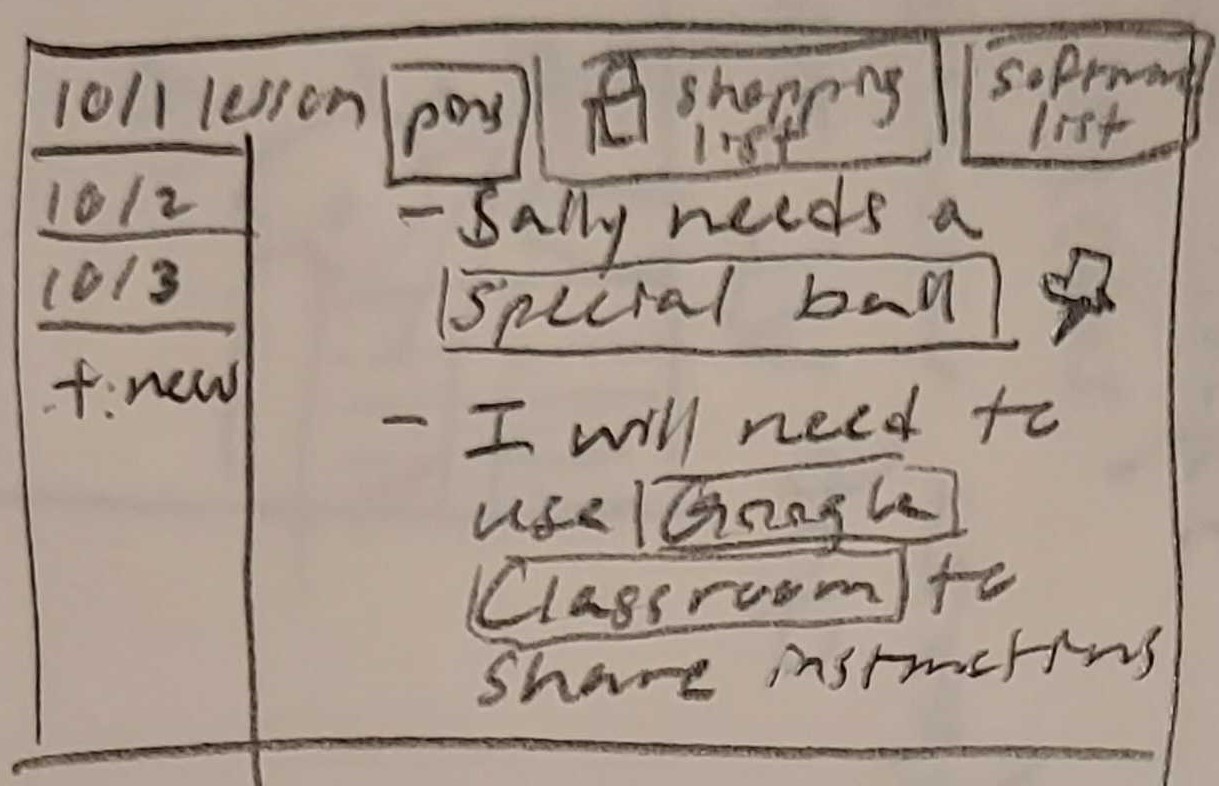 10/1 lesson
shopping list
software list
10/2
10/3
+ new
- Sally needs a
special ball
- I will need to
use Google
Classroom to
share instructions